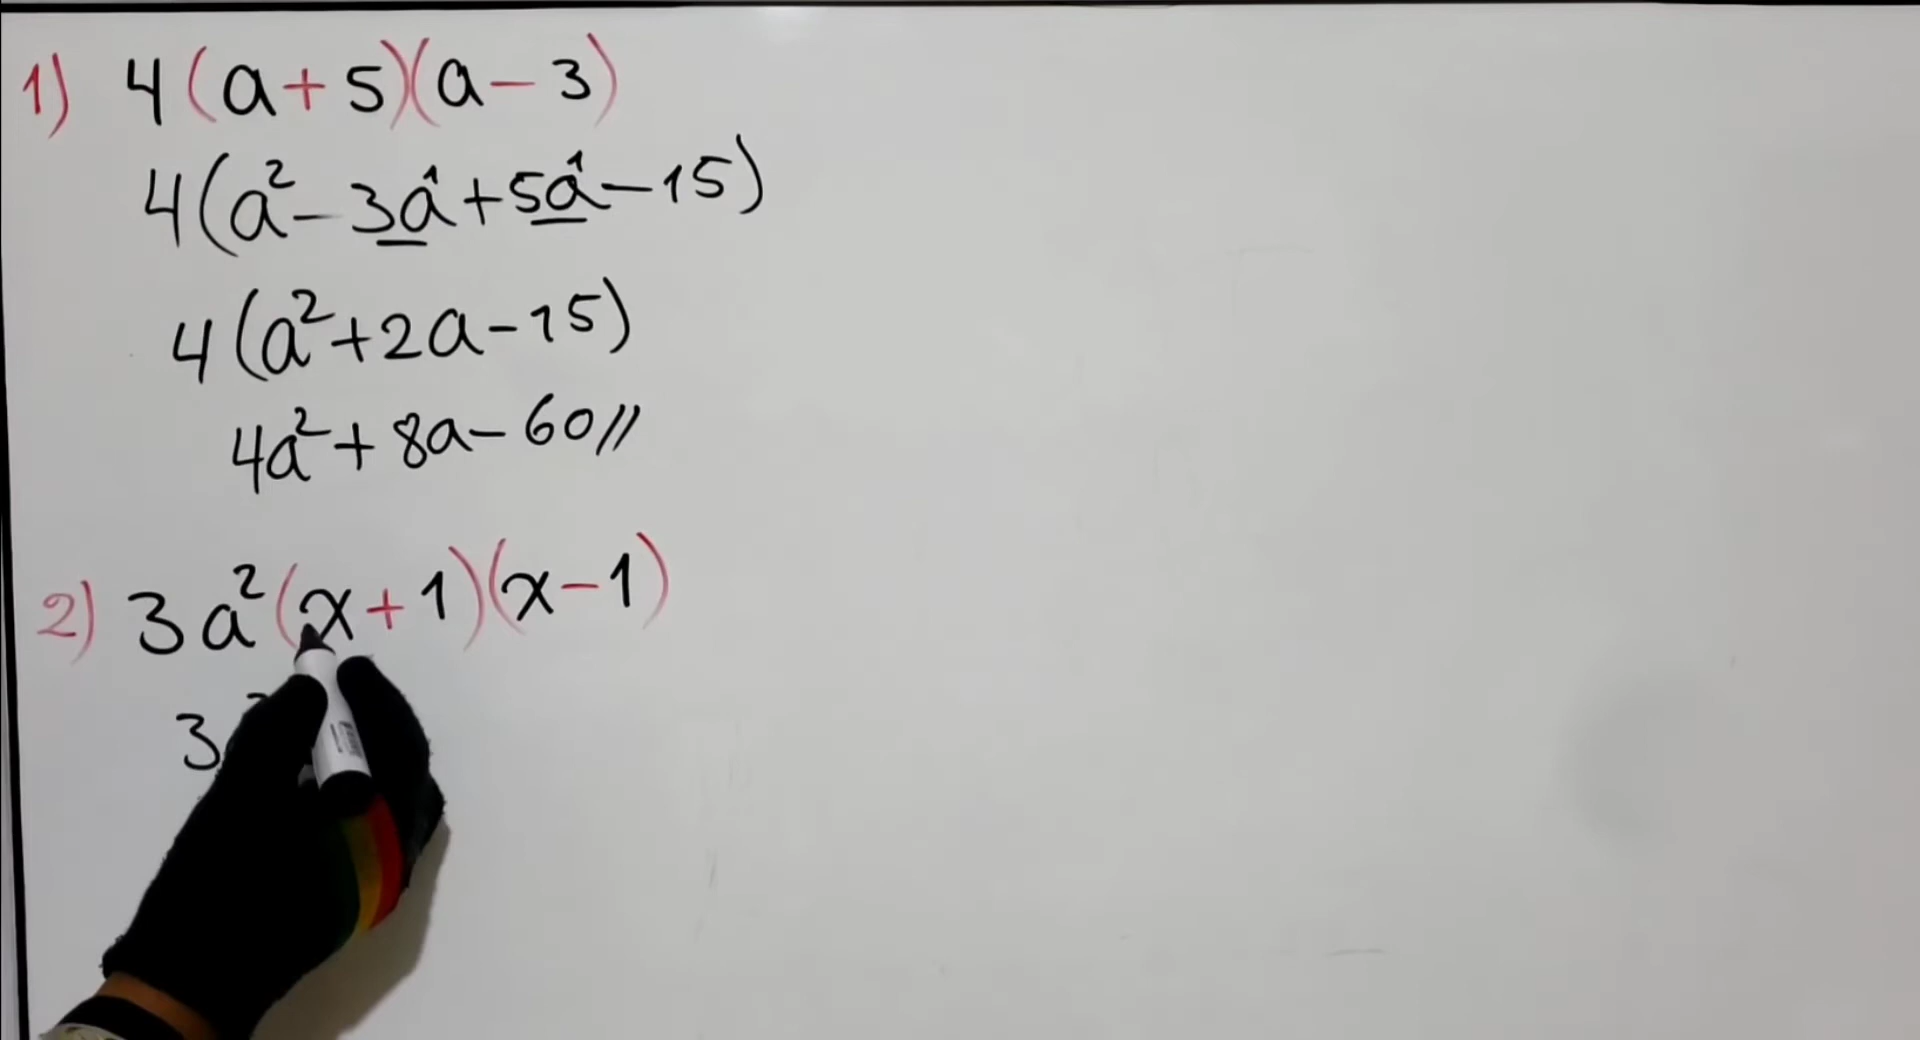 1) 4(a+5)(a-3)
4(a²-3a¹+5a¹-15)
4(a²+2a-15)
4a²+8a-60//
2) 3a²(x+1)(x-1)
3